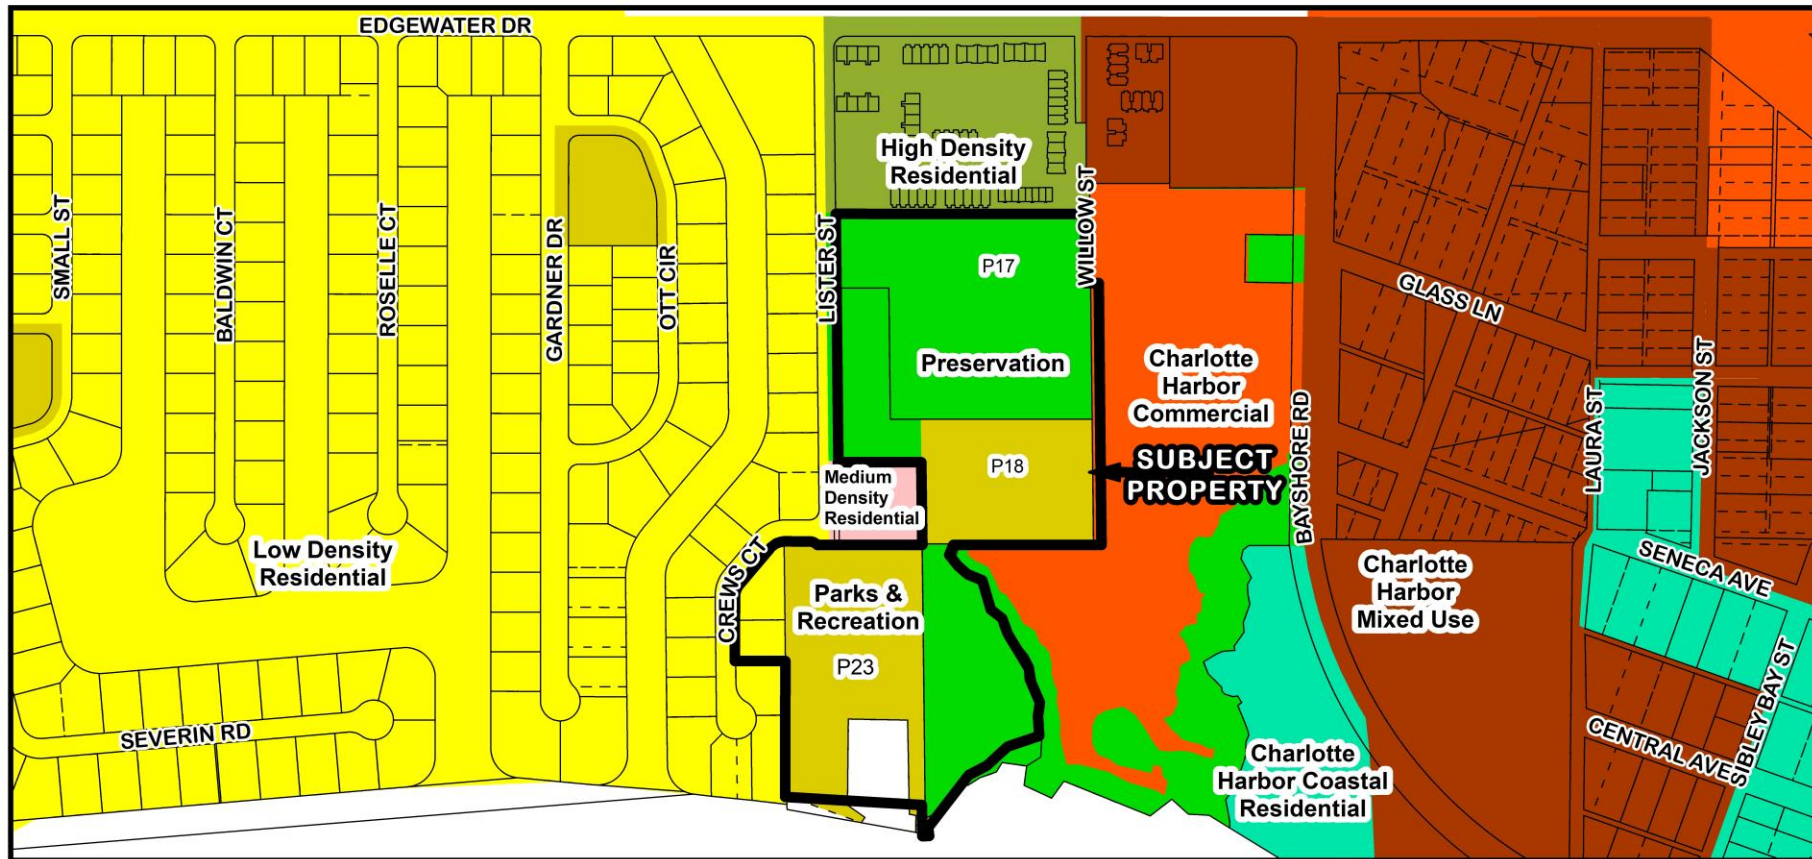 EDGEWATER DR
High Density
Residential
SMALL ST
BALDWIN CT
ROSELLE CT
GARDNER DR
OTT CIR
LISTER ST
P17
WILLOW ST
GLASS LN
Preservation
Charlotte
Harbor
Commercial
BAYSHORE RD
LAURA ST
JACKSON ST
P18
SUBJECT
PROPERTY
Medium
Density
Residential
Low Density
Residential
CREWS CT
Parks &
Recreation
P23
Charlotte
Harbor
Mixed Use
SENECA AVE
SIBLEY BAY ST
CENTRAL AVE
SEVERIN RD
Charlotte
Harbor Coastal
Residential